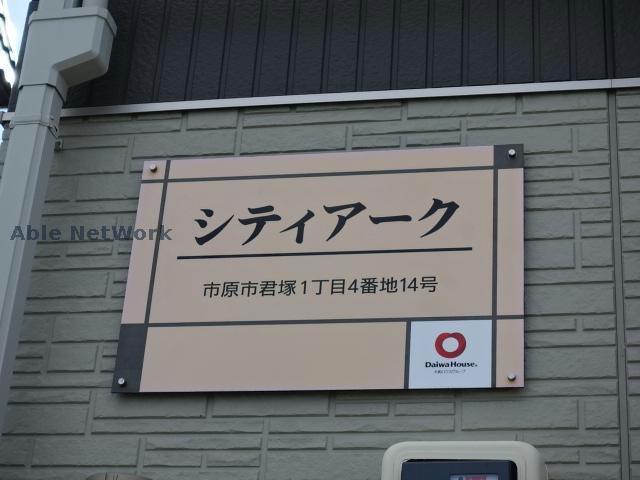 シティアーク
Able NetWork
市原市君塚1丁目4番地14号
Daiwa House®